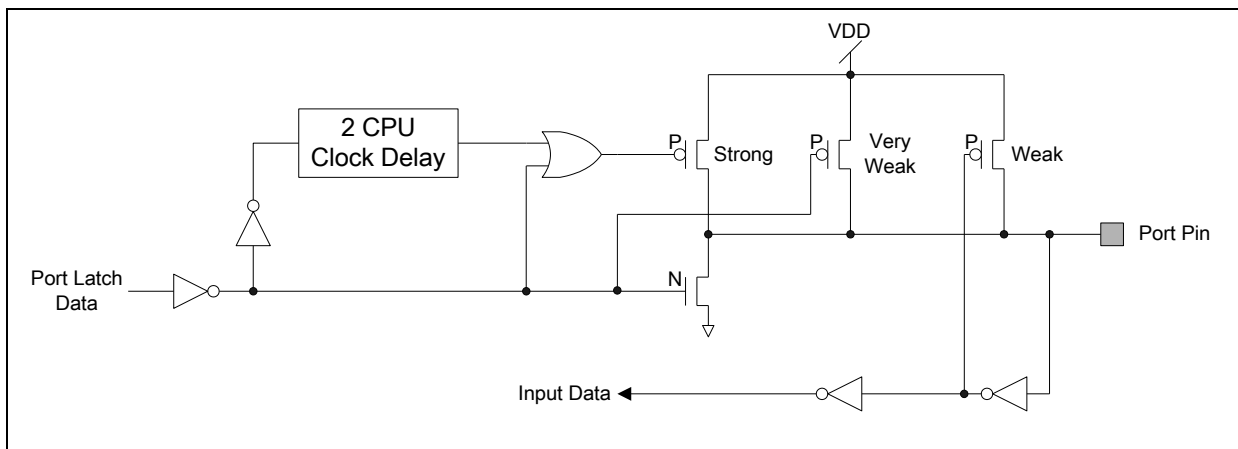 VDD
2 CPU
Clock Delay
P
Strong
P
Very
Weak
P
Weak
Port Pin
Port Latch
Data
N
Input Data